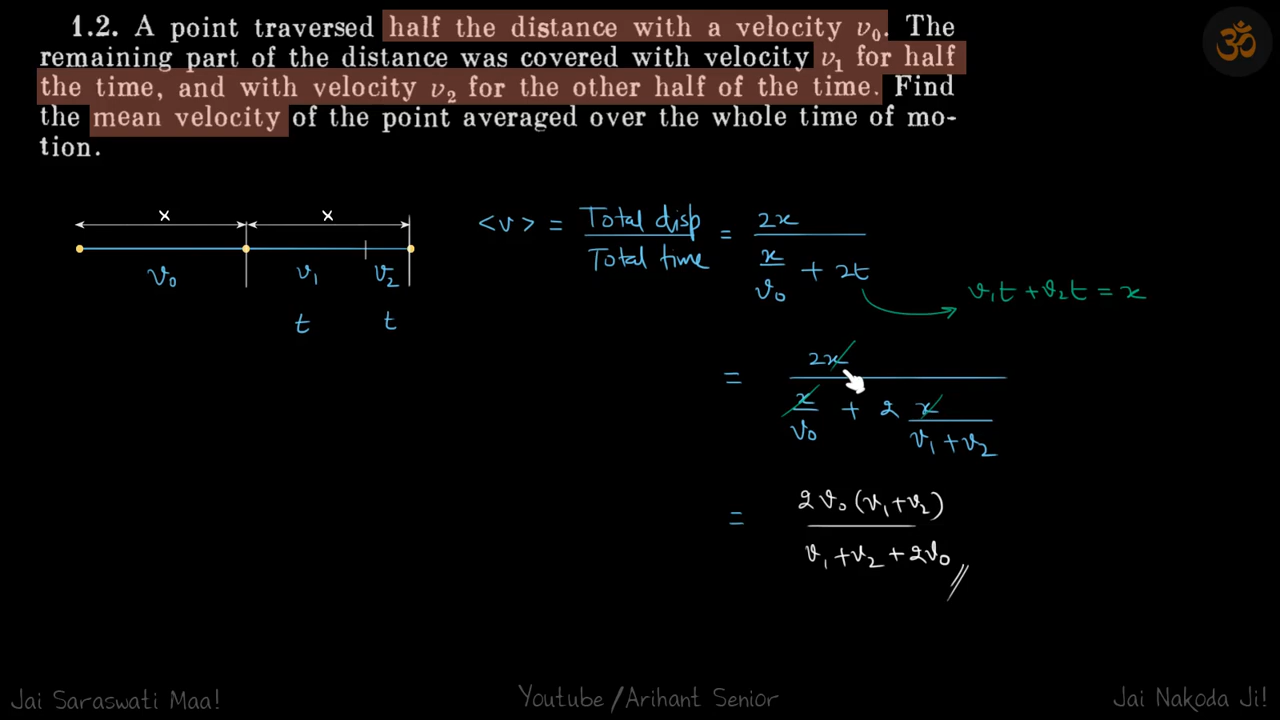 1.2. A point traversed half the distance with a velocity v₀. The
remaining part of the distance was covered with velocity v₁ for half
the time, and with velocity v₂ for the other half of the time. Find
the mean velocity of the point averaged over the whole time of mo-
tion.
ॐ
x x
v₀ v₁ v₂
t t
<v> = Total disp / Total time = 2x / (x/v₀ + 2t)
v₁t + v₂t = x
= 2x / (x/v₀ + 2 x/(v₁+v₂))
= 2v₀(v₁+v₂) / (v₁+v₂+2v₀)
Jai Saraswati Maa!
Youtube/Arihant Senior
Jai Nakoda Ji!